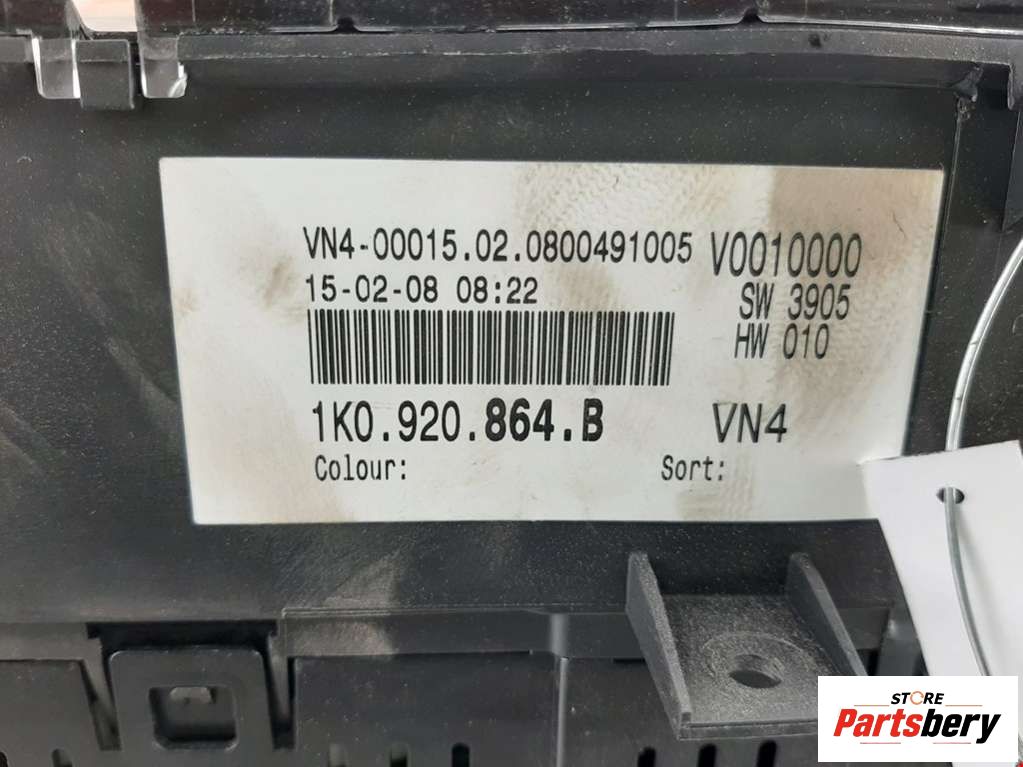 VN4-00015.02.0800491005 V0010000
15-02-08 08:22 SW 3905
HW 010
1K0.920.864.B VN4
Colour: Sort:
STORE
Partsbery